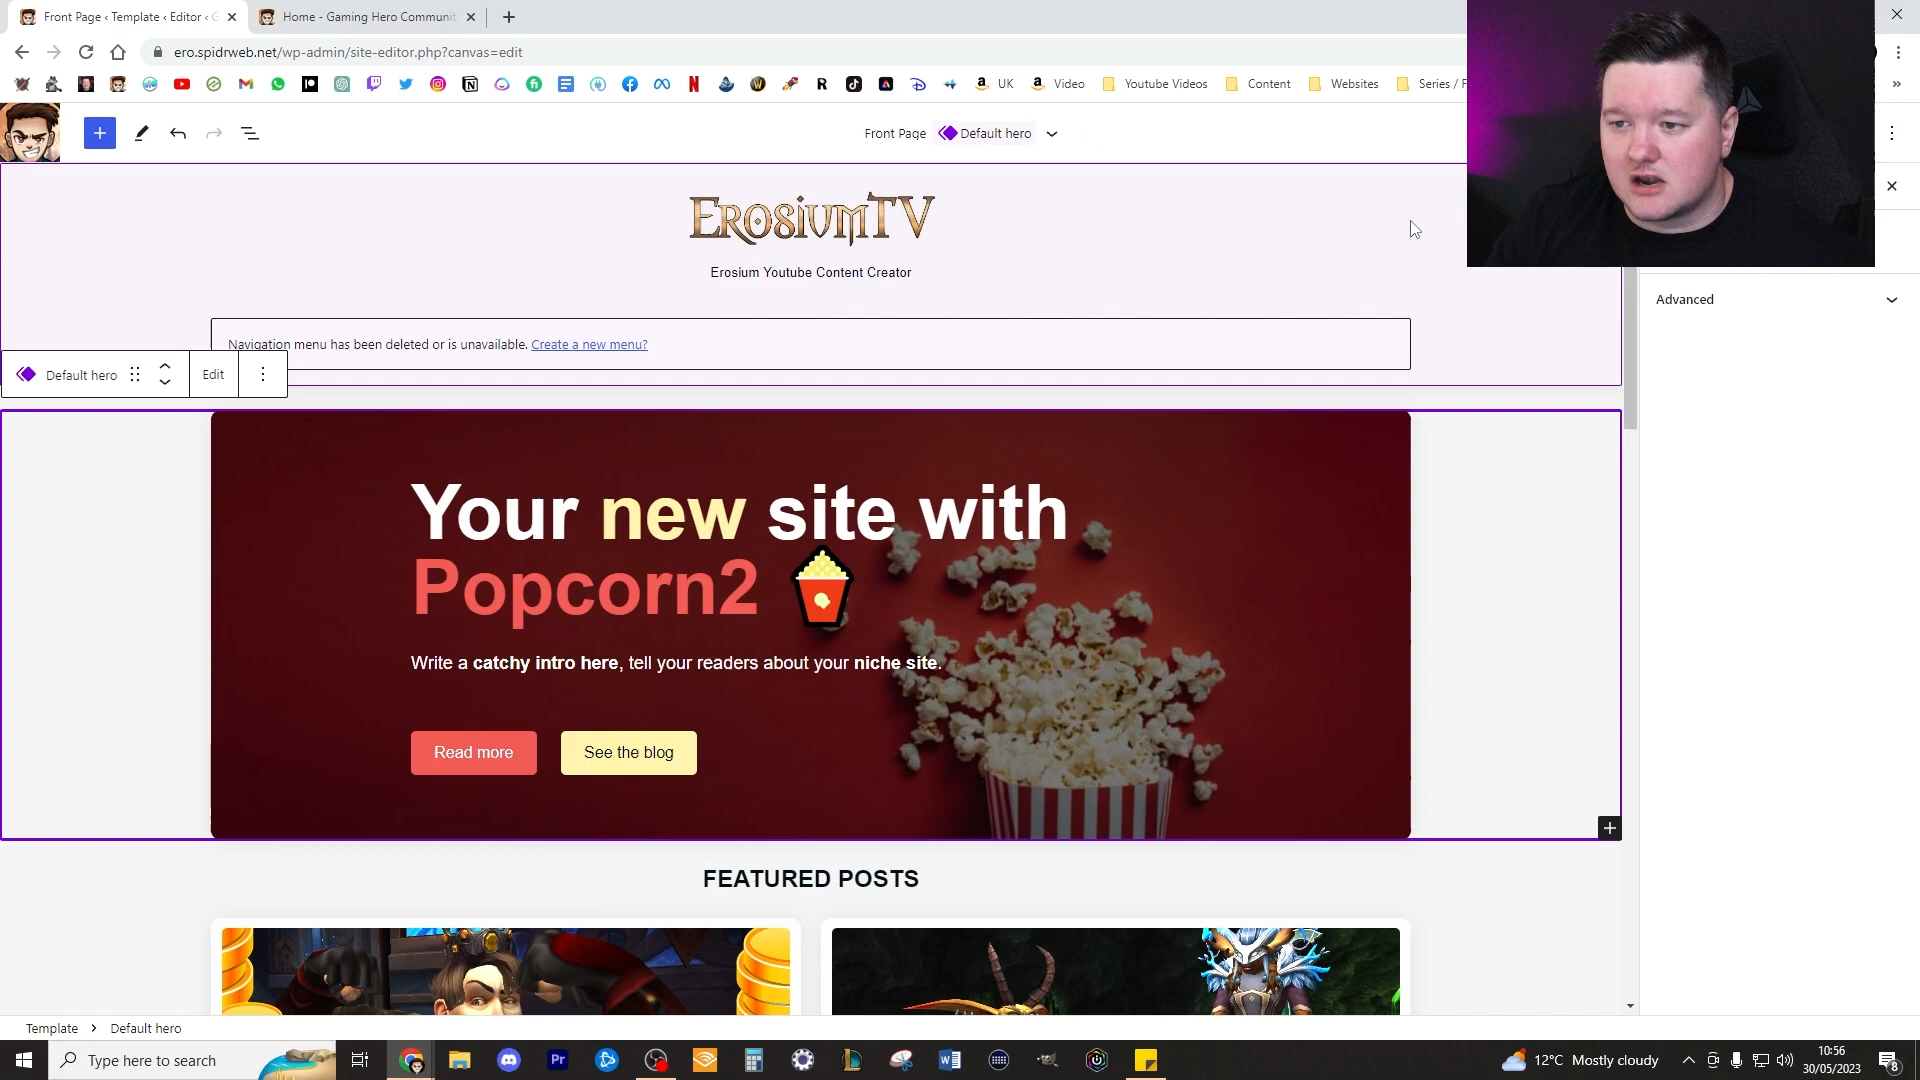 Front Page ‹ Template ‹ Editor ‹ G
Home - Gaming Hero Communit
ero.spidrweb.net/wp-admin/site-editor.php?canvas=edit
UK
Video
Youtube Videos
Content
Websites
Series / F
Front Page
Default hero
EROSIUMTV
Erosium Youtube Content Creator
Navigation menu has been deleted or is unavailable. Create a new menu?
Default hero
Edit
Advanced
Your new site with
Popcorn2
Write a catchy intro here, tell your readers about your niche site.
Read more
See the blog
FEATURED POSTS
Template
Default hero
Type here to search
12°C Mostly cloudy
10:56
30/05/2023
8